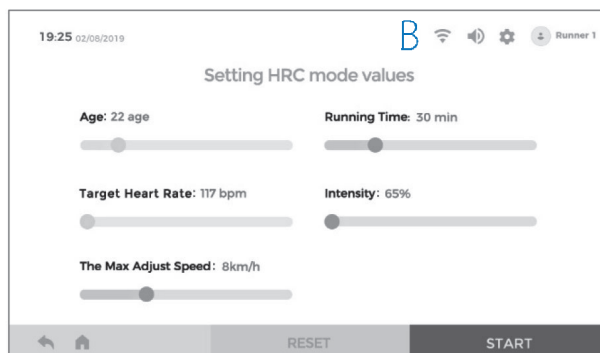 19:25 02/08/2019 B Runner 1
Setting HRC mode values
Age: 22 age Running Time: 30 min
Target Heart Rate: 117 bpm Intensity: 65%
The Max Adjust Speed: 8km/h
RESET START